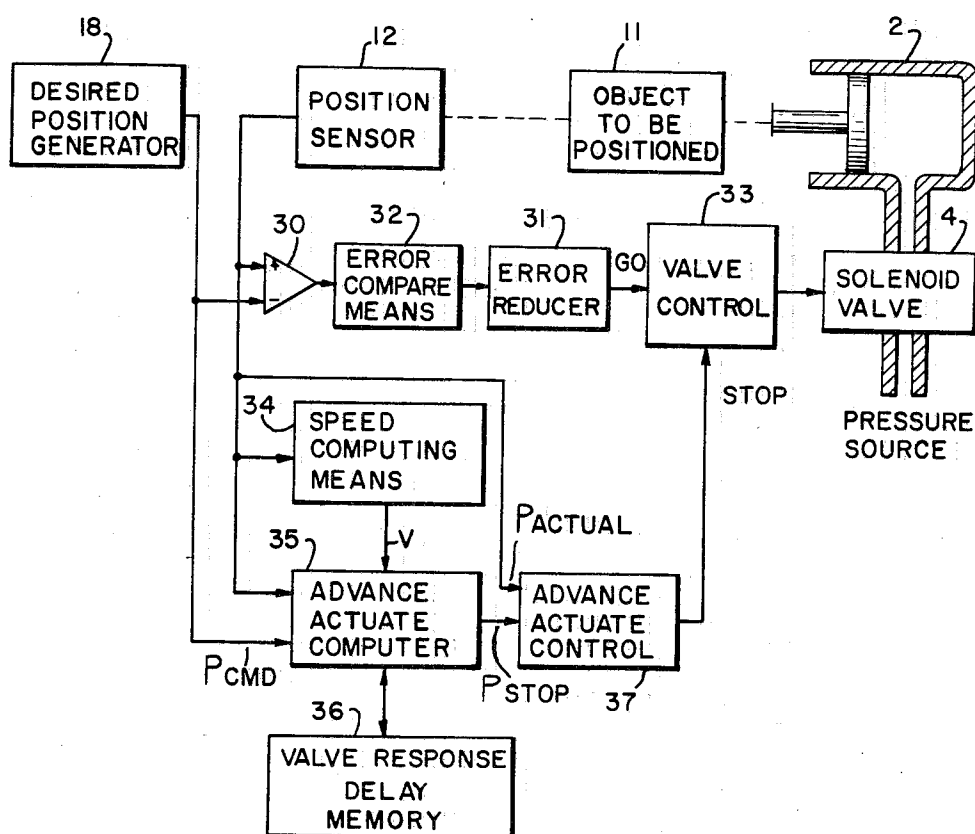 18
DESIRED
POSITION
GENERATOR
12
POSITION
SENSOR
11
OBJECT
TO BE
POSITIONED
2
30
+
−
32
ERROR
COMPARE
MEANS
31
ERROR
REDUCER
GO
33
VALVE
CONTROL
4
SOLENOID
VALVE
STOP
PRESSURE
SOURCE
34
SPEED
COMPUTING
MEANS
V
35
ADVANCE
ACTUATE
COMPUTER
PCMD
PACTUAL
PSTOP
ADVANCE
ACTUATE
CONTROL
37
36
VALVE RESPONSE
DELAY
MEMORY